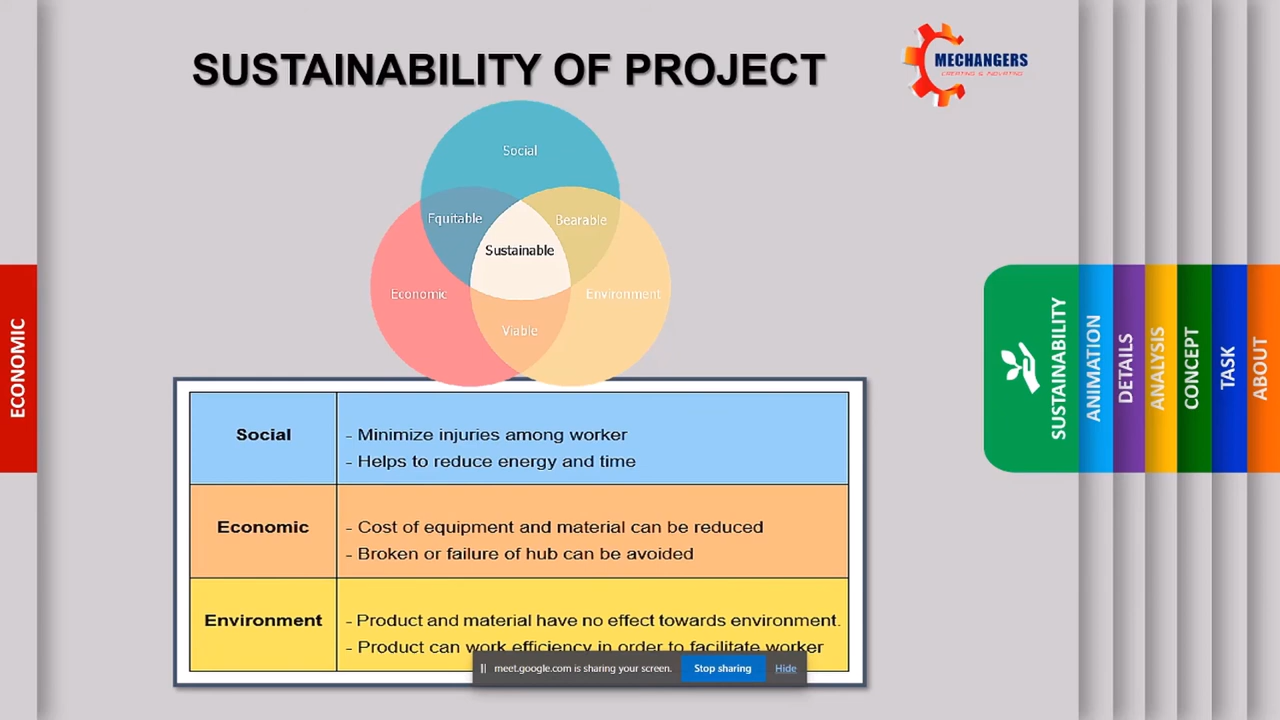 SUSTAINABILITY OF PROJECT
MECHANGERS
CREATING & INOVATING
Social
Equitable
Bearable
Sustainable
Economic
Environment
Viable
ECONOMIC
SUSTAINABILITY
ANIMATION
DETAILS
ANALYSIS
CONCEPT
TASK
ABOUT
Social
- Minimize injuries among worker
- Helps to reduce energy and time
Economic
- Cost of equipment and material can be reduced
- Broken or failure of hub can be avoided
Environment
- Product and material have no effect towards environment.
- Product can work efficiency in order to facilitate worker
meet.google.com is sharing your screen.
Stop sharing
Hide